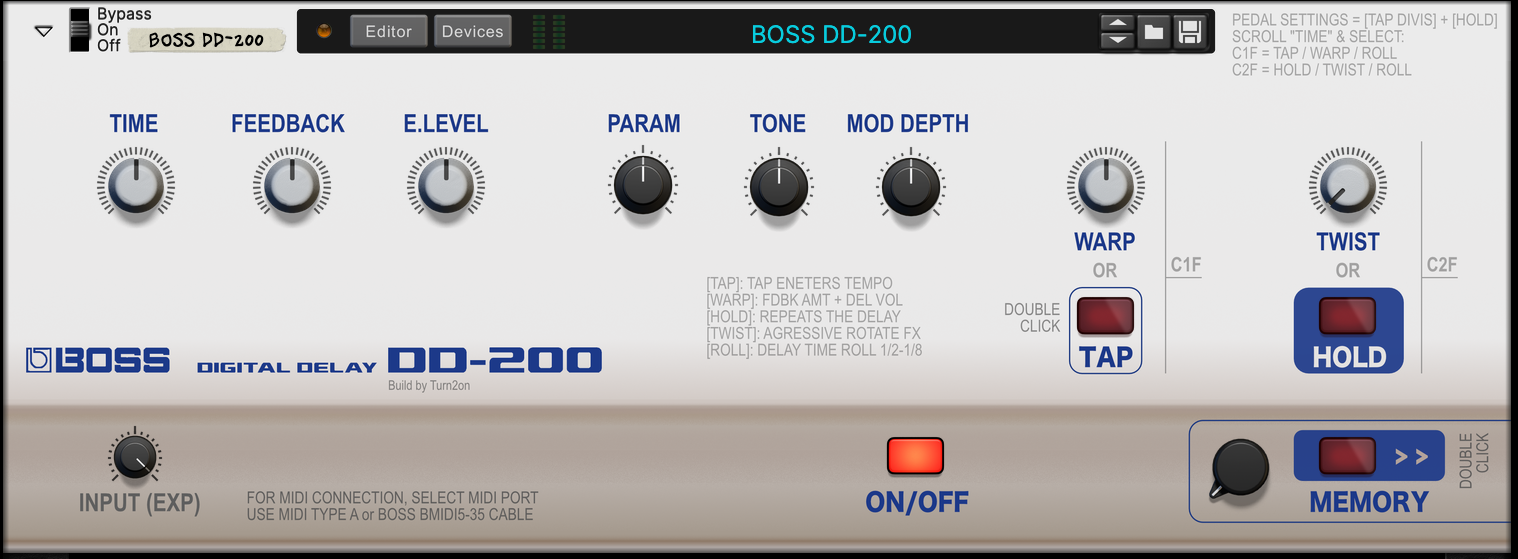 Bypass
On
Off
BOSS DD-200
Editor
Devices
BOSS DD-200
PEDAL SETTINGS = [TAP DIVIS] + [HOLD]
SCROLL "TIME" & SELECT:
C1F = TAP / WARP / ROLL
C2F = HOLD / TWIST / ROLL
TIME
FEEDBACK
E.LEVEL
PARAM
TONE
MOD DEPTH
WARP
OR
C1F
TWIST
OR
C2F
[TAP]: TAP ENETERS TEMPO
[WARP]: FDBK AMT + DEL VOL
[HOLD]: REPEATS THE DELAY
[TWIST]: AGRESSIVE ROTATE FX
[ROLL]: DELAY TIME ROLL 1/2-1/8
DOUBLE
CLICK
TAP
HOLD
BOSS
DIGITAL DELAY DD-200
Build by Turn2on
INPUT (EXP)
FOR MIDI CONNECTION, SELECT MIDI PORT
USE MIDI TYPE A or BOSS BMIDI5-35 CABLE
ON/OFF
>>
MEMORY
DOUBLE
CLICK